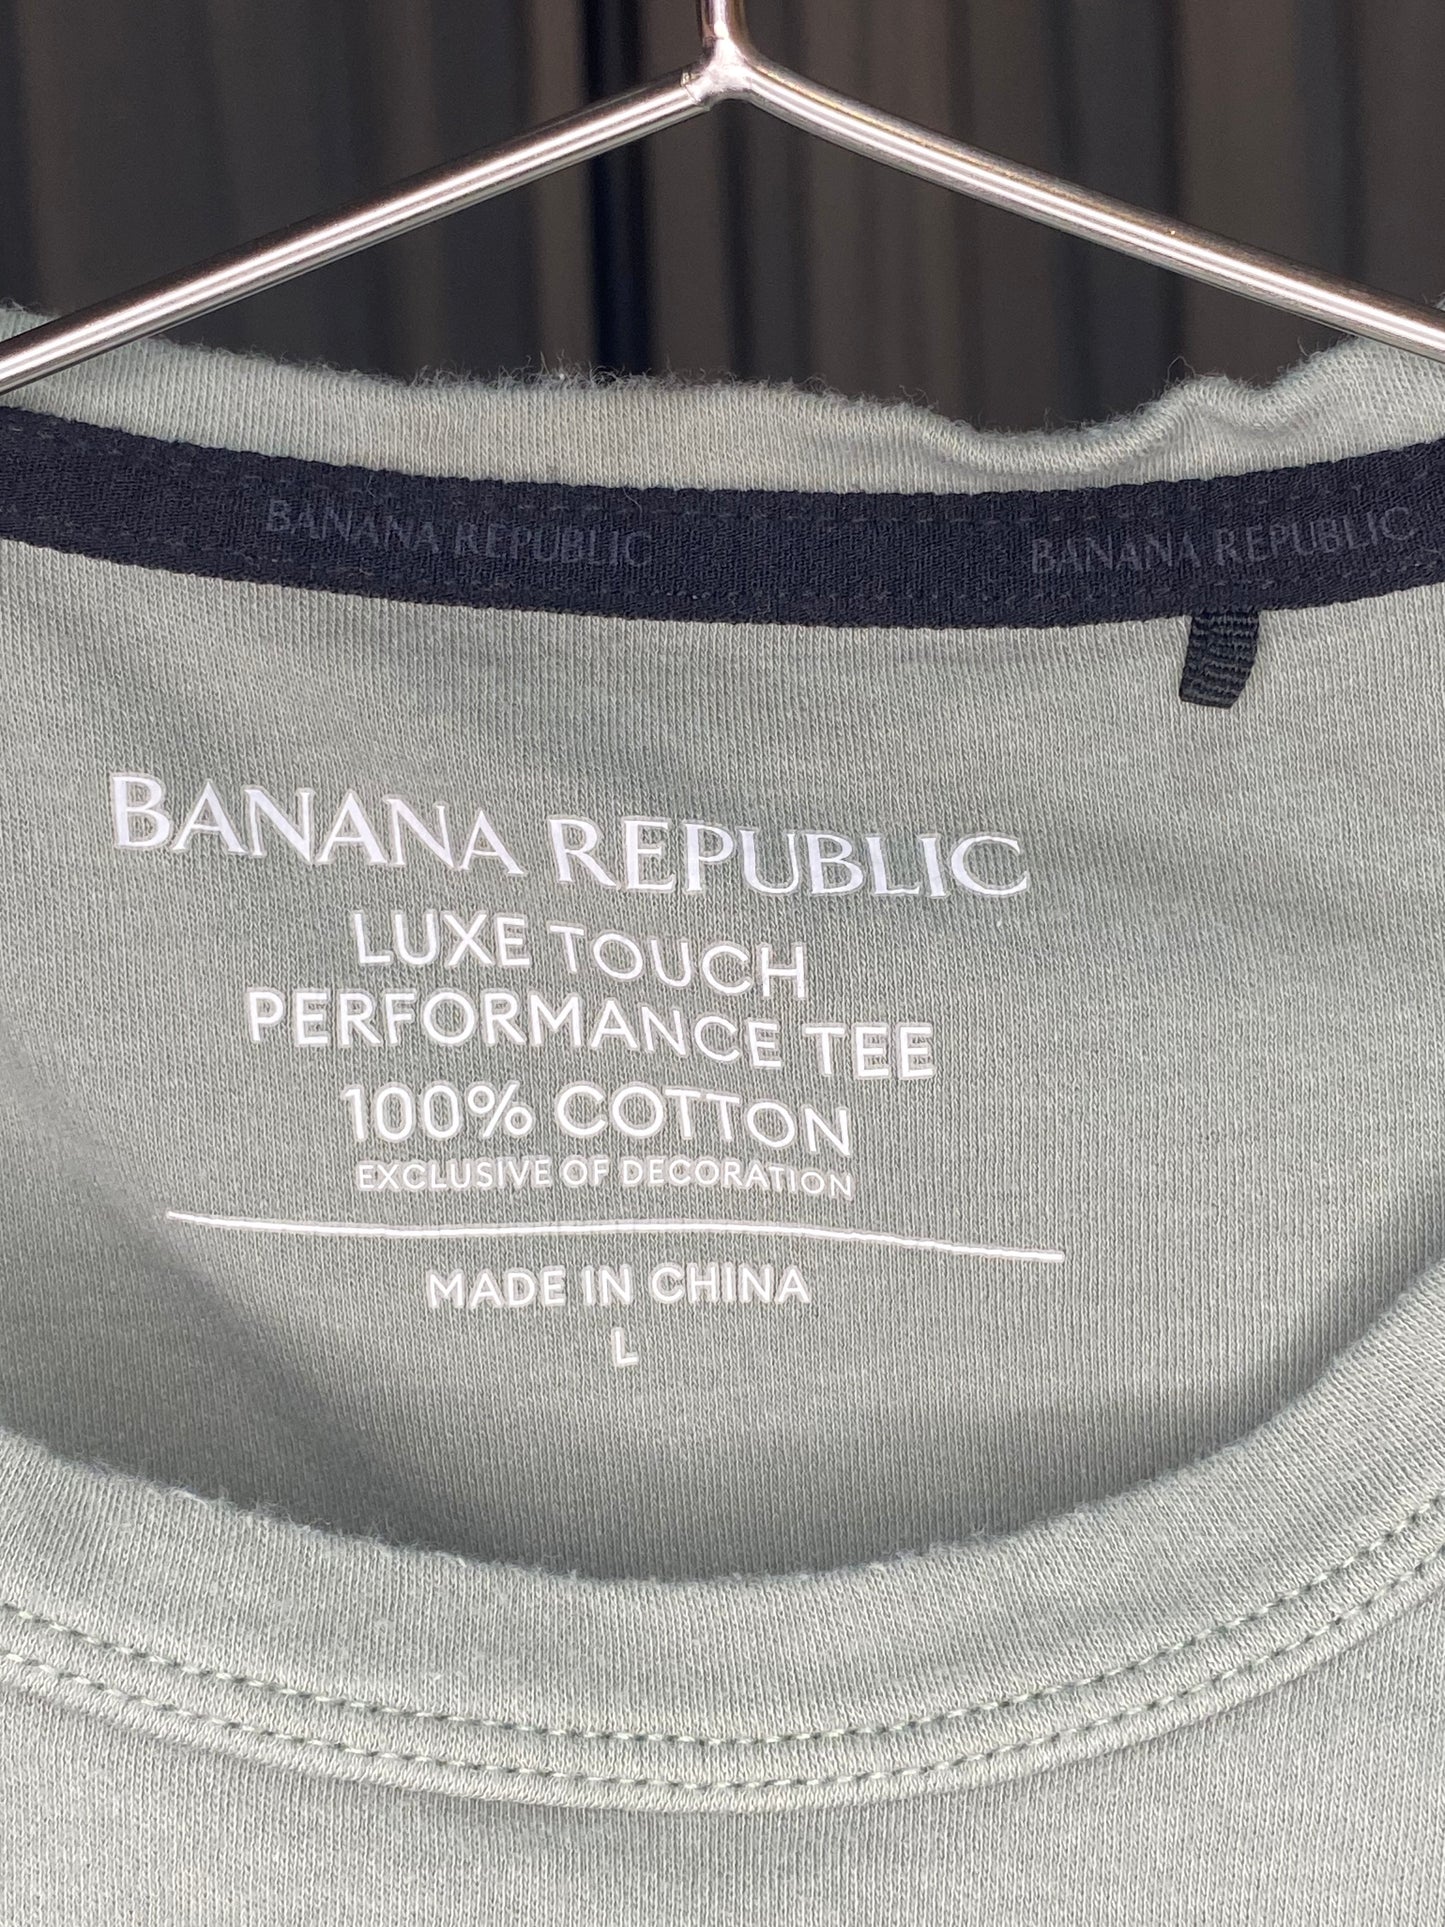 BANANA REPUBLIC BANANA REPUBLIC
BANANA REPUBLIC
LUXE TOUCH
PERFORMANCE TEE
100% COTTON
EXCLUSIVE OF DECORATION
MADE IN CHINA
L